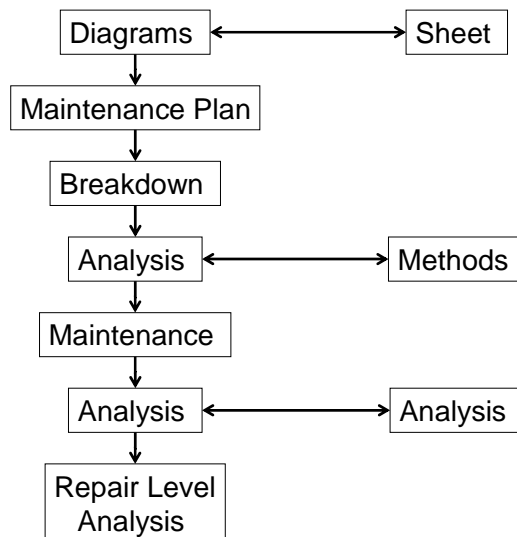 Diagrams
Sheet
Maintenance Plan
Breakdown
Analysis
Methods
Maintenance
Analysis
Analysis
Repair Level
Analysis